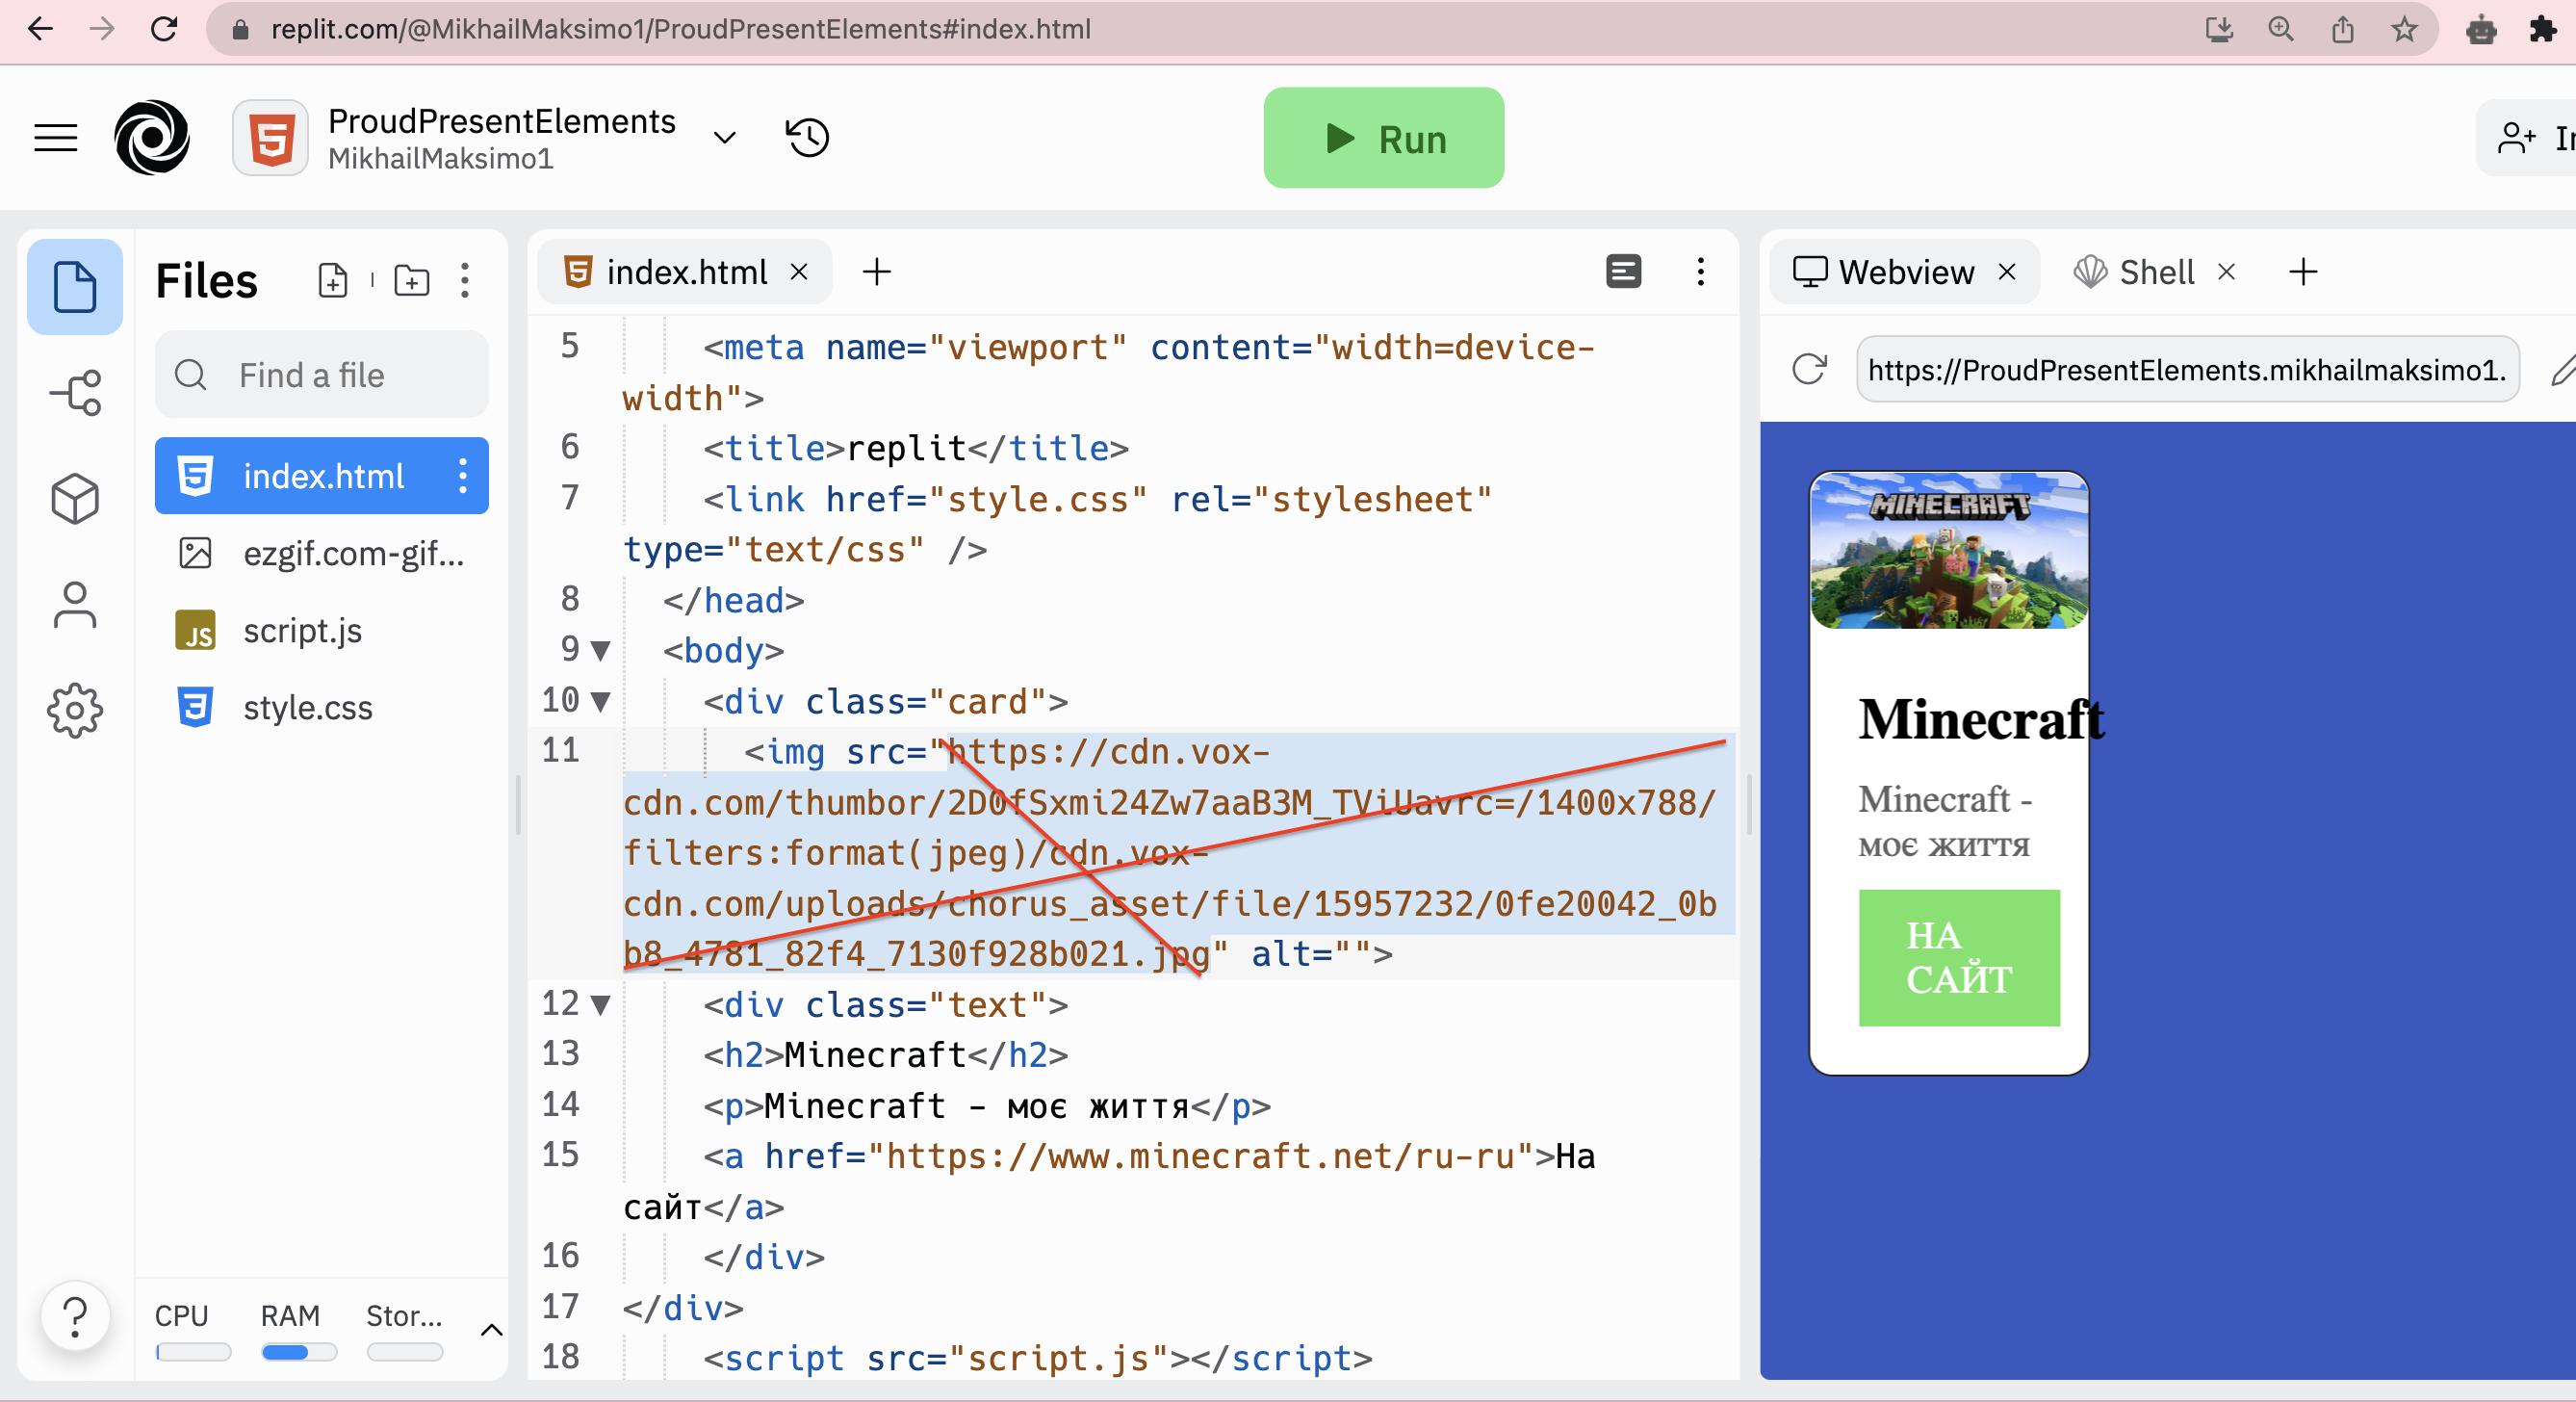 replit.com/@MikhailMaksimo1/ProudPresentElements#index.html
ProudPresentElements
MikhailMaksimo1
Run
Files
Find a file
index.html
ezgif.com-gif...
script.js
style.css
CPU RAM Stor...
index.html
5 <meta name="viewport" content="width=device-
width">
6 <title>replit</title>
7 <link href="style.css" rel="stylesheet"
type="text/css" />
8 </head>
9 <body>
10 <div class="card">
11 <img src="https://cdn.vox-
cdn.com/thumbor/2D0fSxmi24Zw7aaB3M_TViUavrc=/1400x788/
filters:format(jpeg)/cdn.vox-
cdn.com/uploads/chorus_asset/file/15957232/0fe20042_0b
b8_4781_82f4_7130f928b021.jpg" alt="">
12 <div class="text">
13 <h2>Minecraft</h2>
14 <p>Minecraft - моє життя</p>
15 <a href="https://www.minecraft.net/ru-ru">На
сайт</a>
16 </div>
17 </div>
18 <script src="script.js"></script>
Webview Shell
https://ProudPresentElements.mikhailmaksimo1.
MINECRAFT
Minecraft
Minecraft -
моє життя
НА
САЙТ